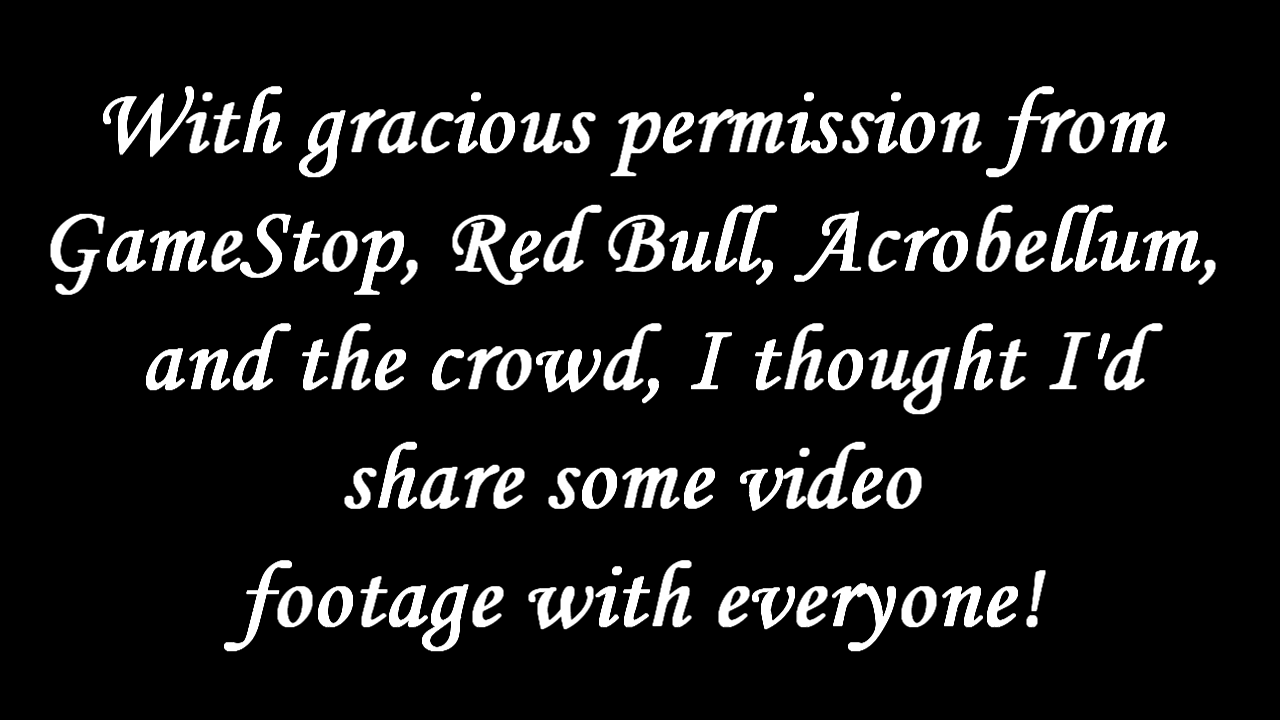 With gracious permission from
GameStop, Red Bull, Acrobellum,
and the crowd, I thought I'd
share some video
footage with everyone!